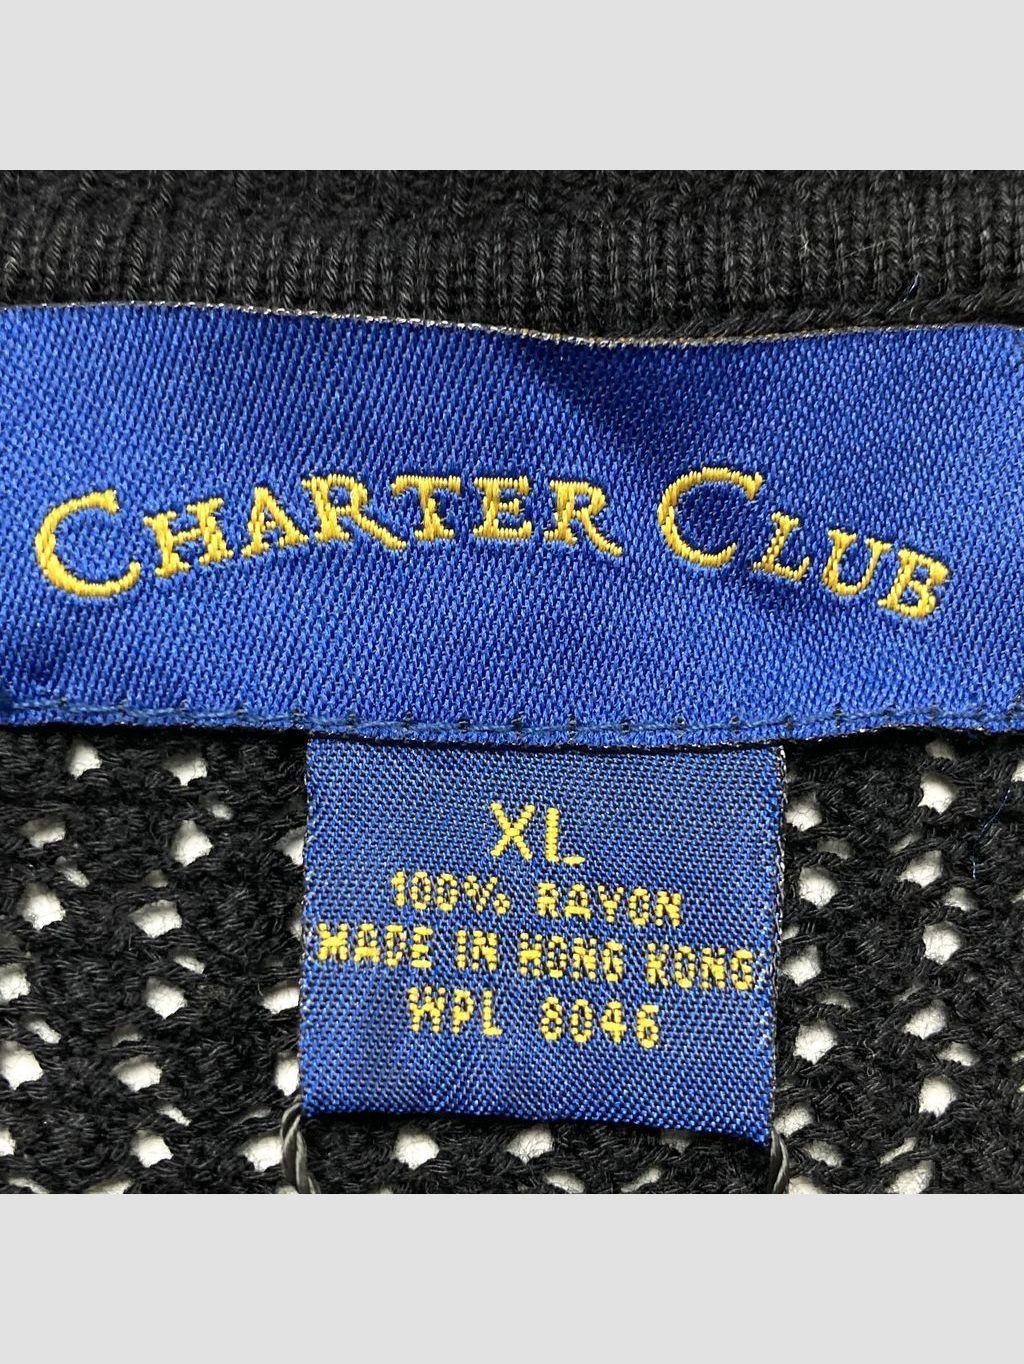 CHARTER CLUB
XL
100% RAYON
MADE IN HONG KONG
WPL 8046